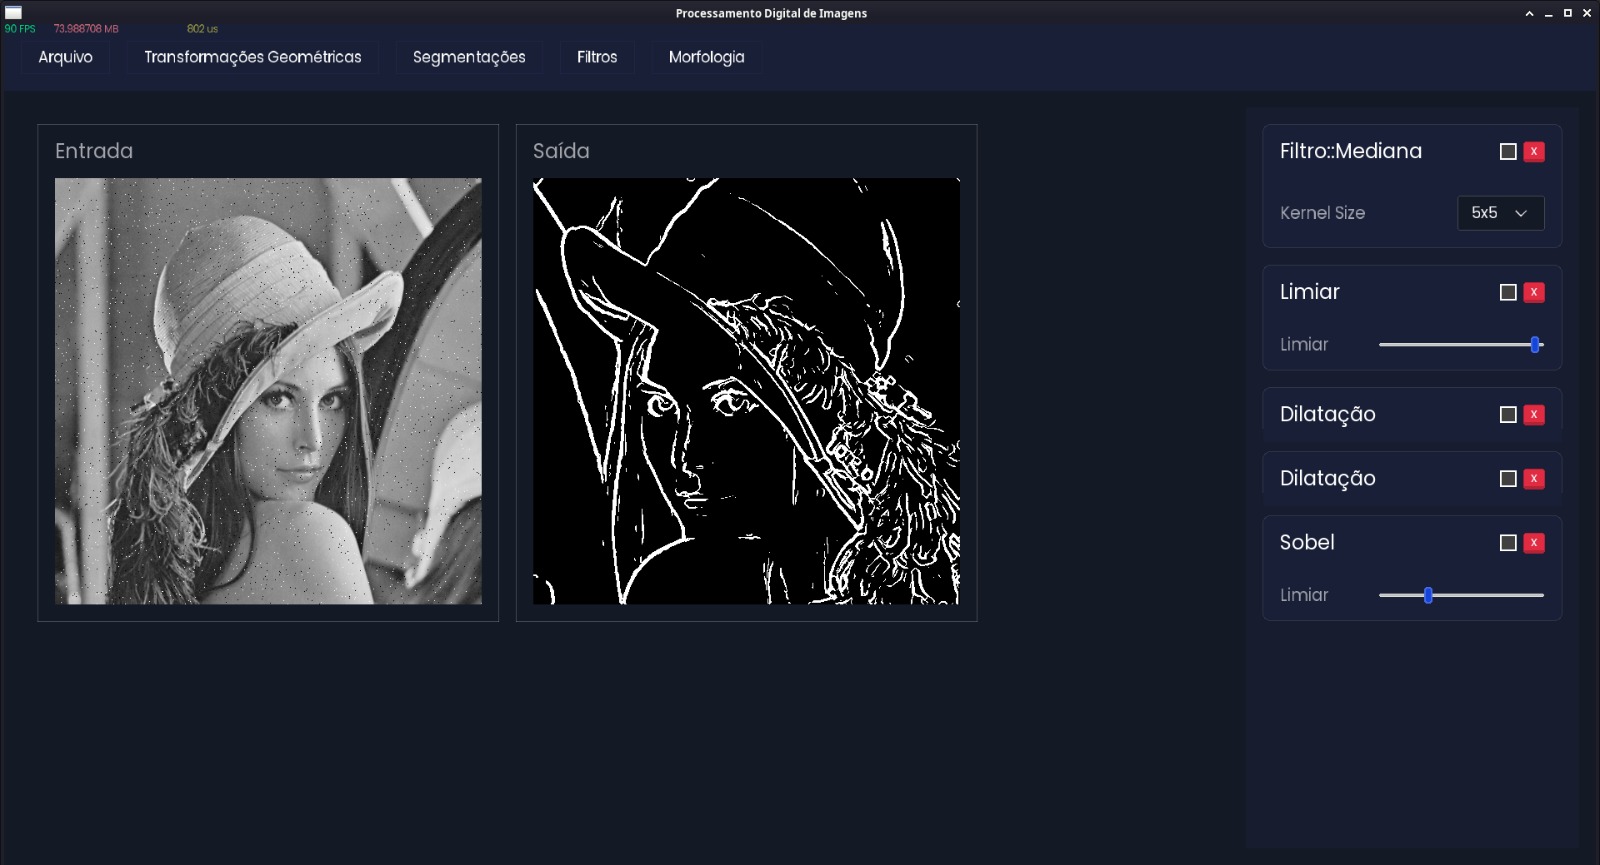 Processamento Digital de Imagens
90 FPS 73.988708 MB 802 us
Arquivo Transformações Geométricas Segmentações Filtros Morfologia
Entrada
Saída
Filtro::Mediana X
Kernel Size 5x5
Limiar X
Limiar
Dilatação X
Dilatação X
Sobel X
Limiar